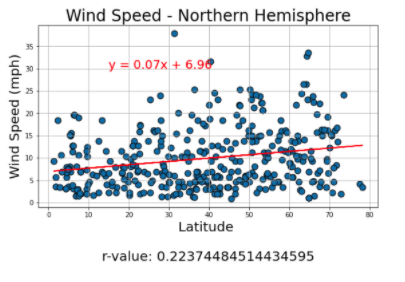 Wind Speed - Northern Hemisphere
Wind Speed (mph)
35
30
25
20
15
10
5
0
y = 0.07x + 6.96
0 10 20 30 40 50 60 70 80
Latitude
r-value: 0.22374484514434595